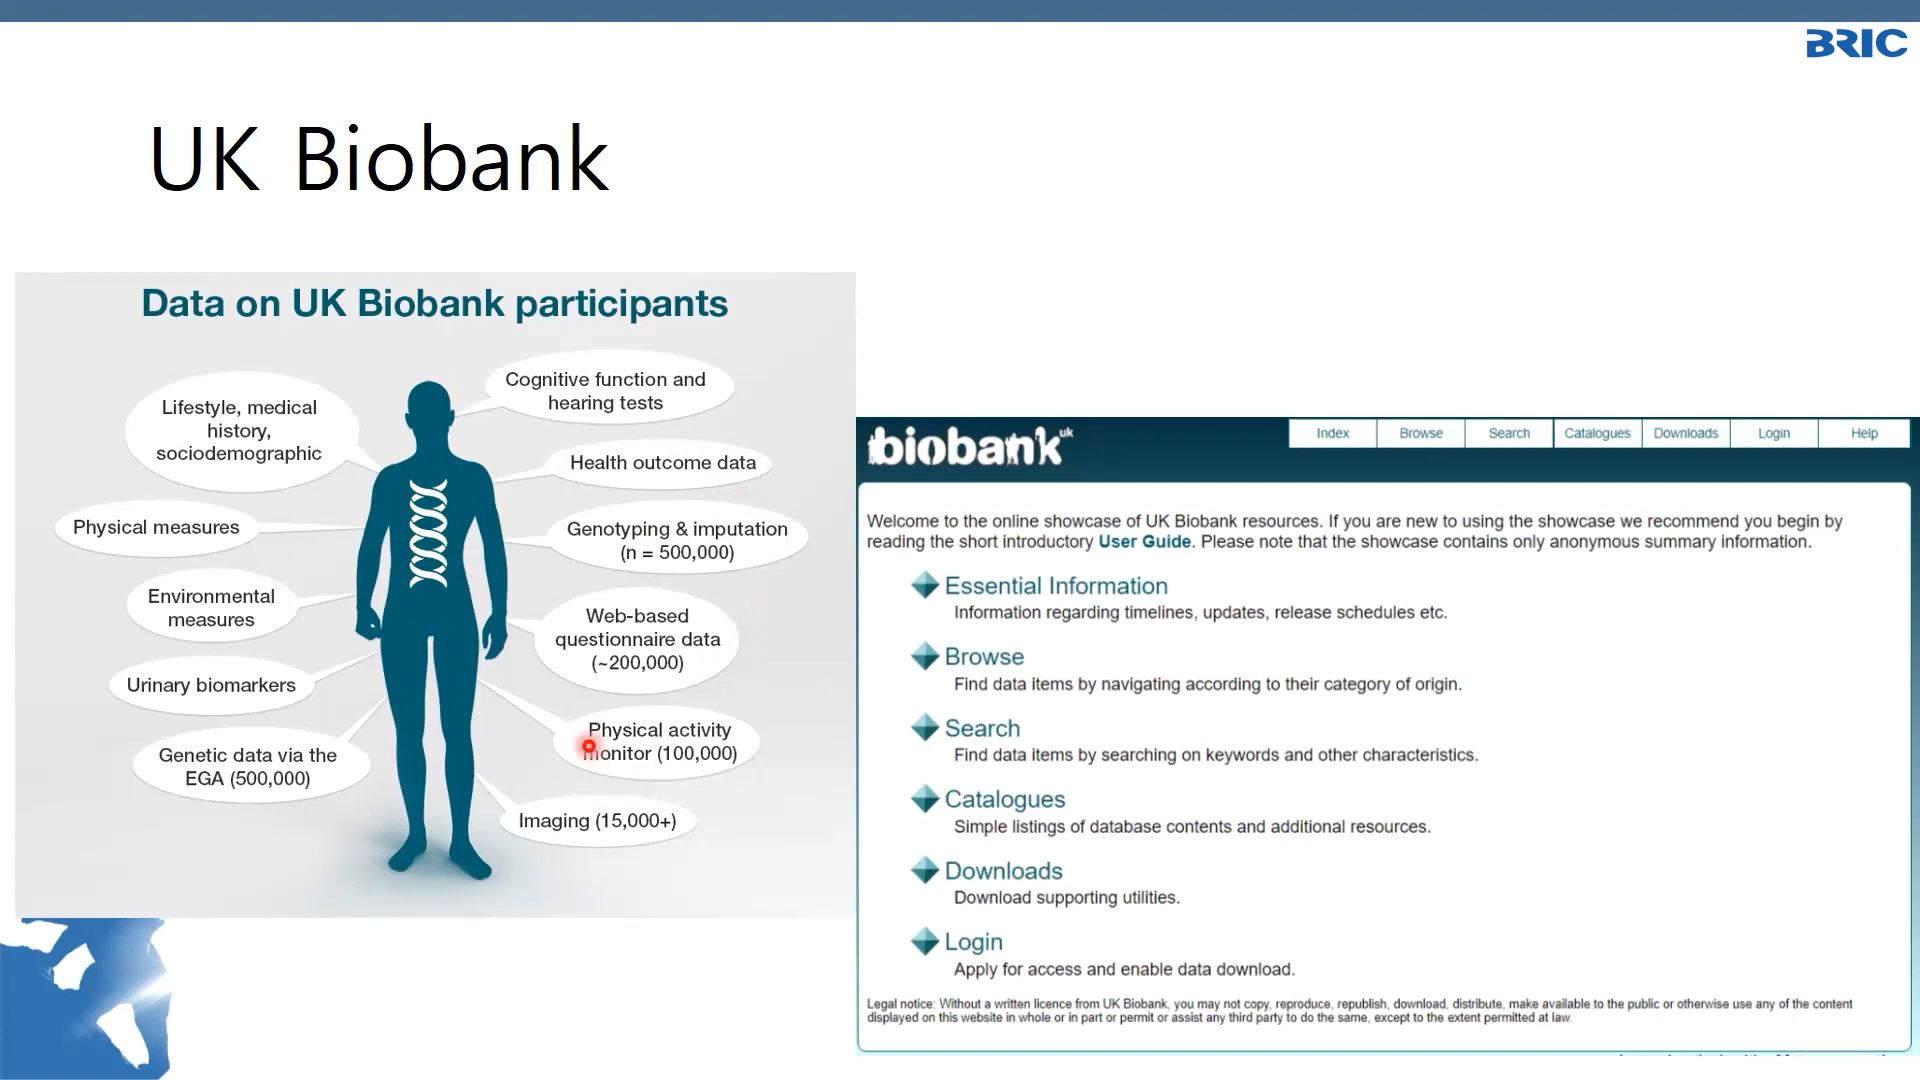 BRIC
UK Biobank
Data on UK Biobank participants
Cognitive function and
hearing tests
Lifestyle, medical
history,
sociodemographic
Health outcome data
Physical measures
Genotyping & imputation
(n = 500,000)
Environmental
measures
Web-based
questionnaire data
(~200,000)
Urinary biomarkers
Physical activity
monitor (100,000)
Genetic data via the
EGA (500,000)
Imaging (15,000+)
biobank uk
Index Browse Search Catalogues Downloads Login Help
Welcome to the online showcase of UK Biobank resources. If you are new to using the showcase we recommend you begin by
reading the short introductory User Guide. Please note that the showcase contains only anonymous summary information.
Essential Information
Information regarding timelines, updates, release schedules etc.
Browse
Find data items by navigating according to their category of origin.
Search
Find data items by searching on keywords and other characteristics.
Catalogues
Simple listings of database contents and additional resources.
Downloads
Download supporting utilities.
Login
Apply for access and enable data download.
Legal notice: Without a written licence from UK Biobank, you may not copy, reproduce, republish, download, distribute, make available to the public or otherwise use any of the content
displayed on this website in whole or in part or permit or assist any third party to do the same, except to the extent permitted at law.